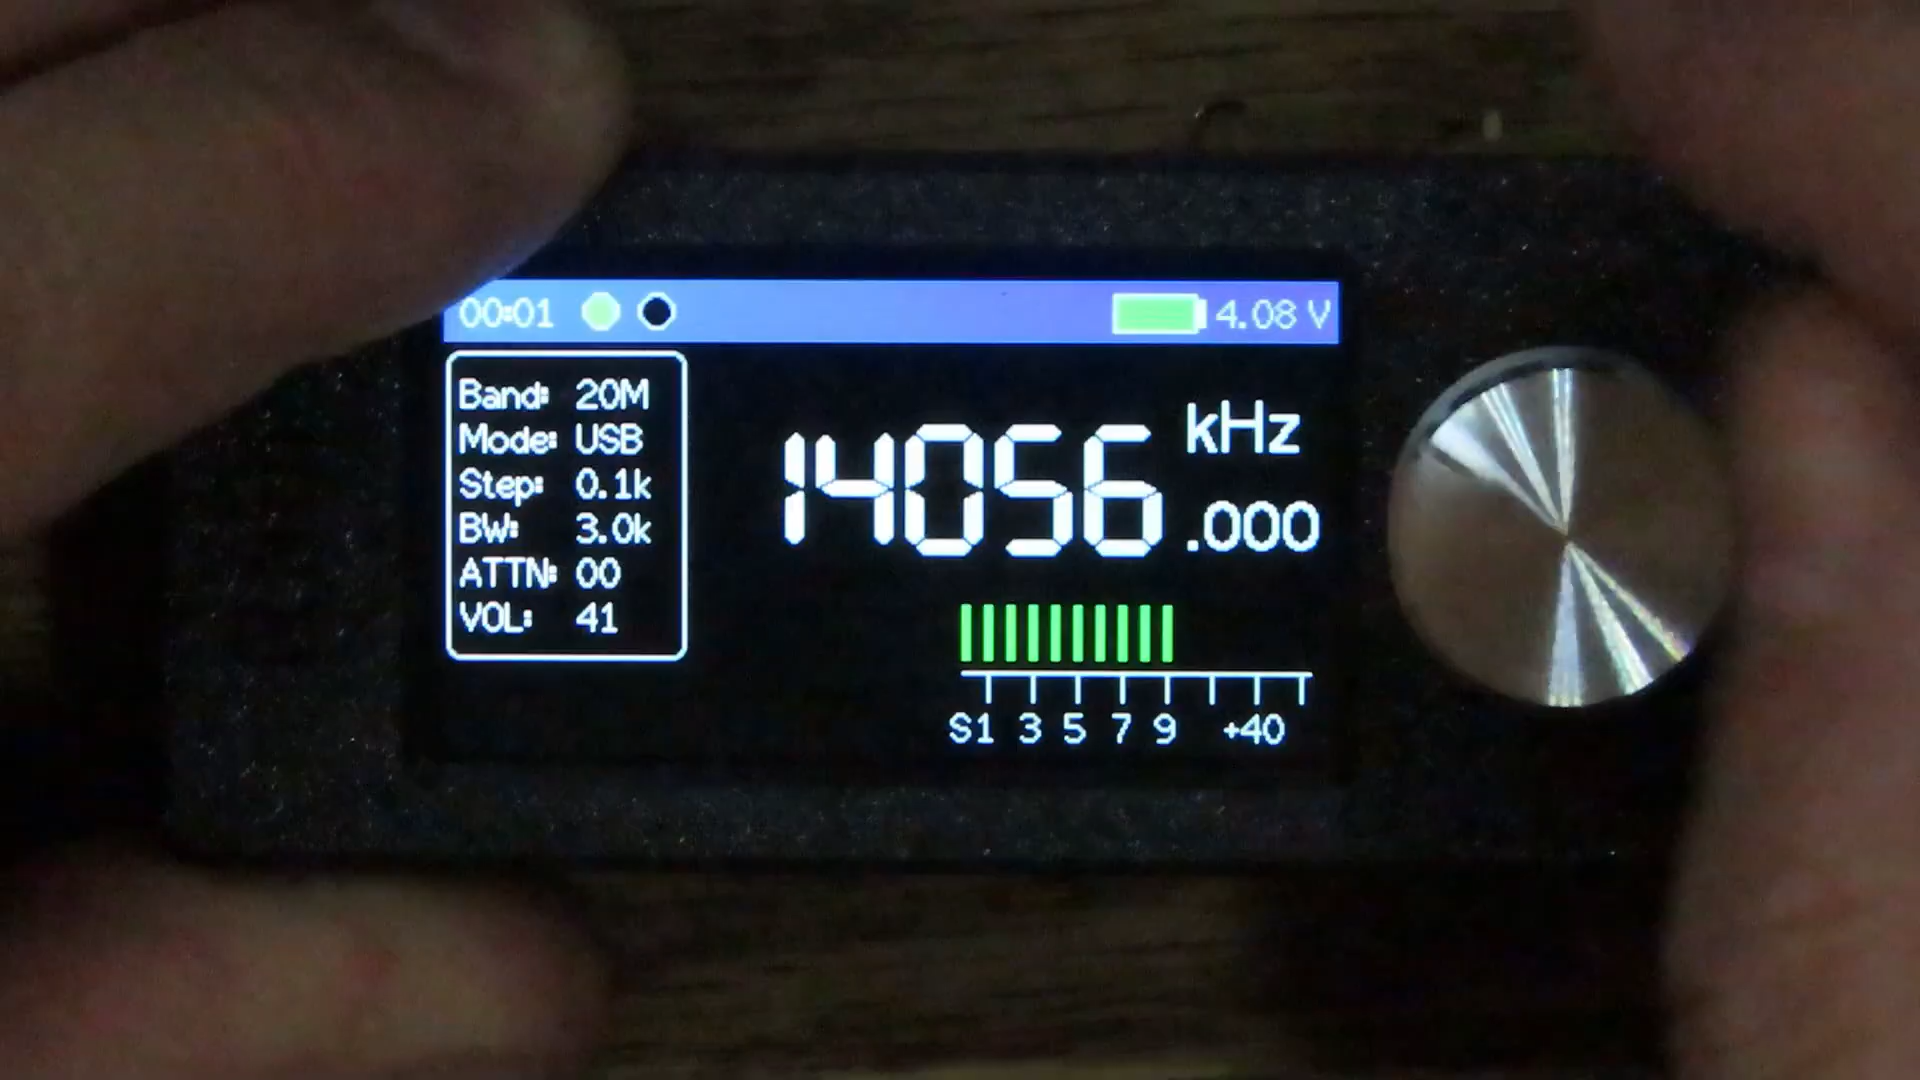 00:01 4.08 V
Band: 20M
Mode: USB
Step: 0.1k
BW: 3.0k
ATTN: 00
VOL: 41
14056.000 kHz
S1 3 5 7 9 +40